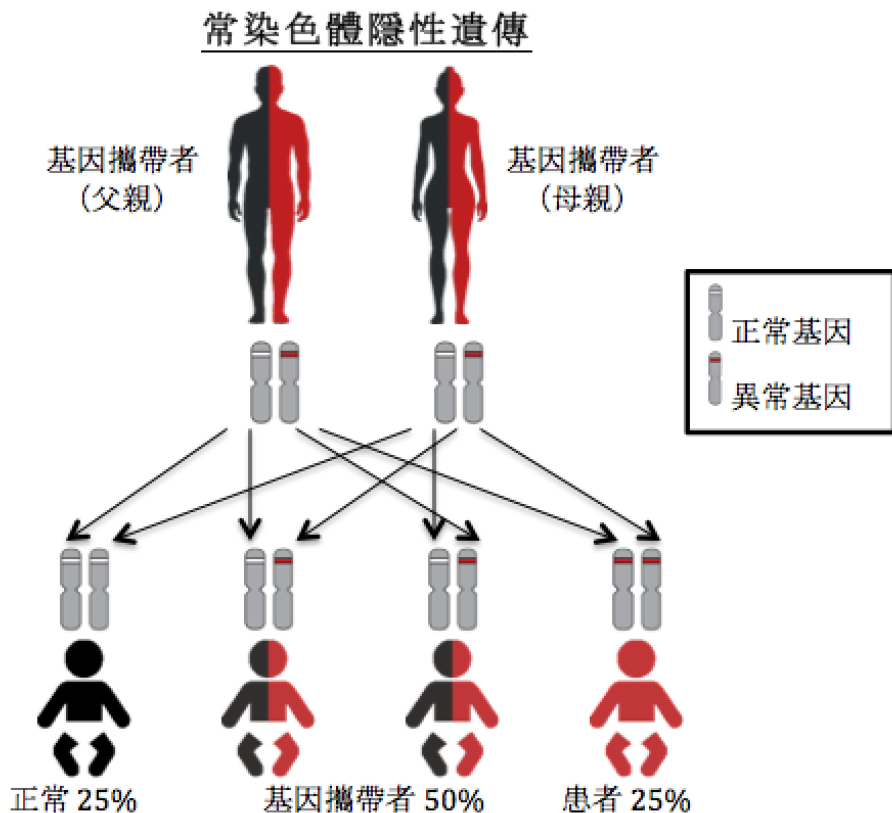 常染色體隱性遺傳
基因攜帶者
(父親)
基因攜帶者
(母親)
正常基因
異常基因
正常 25%
基因攜帶者 50%
患者 25%